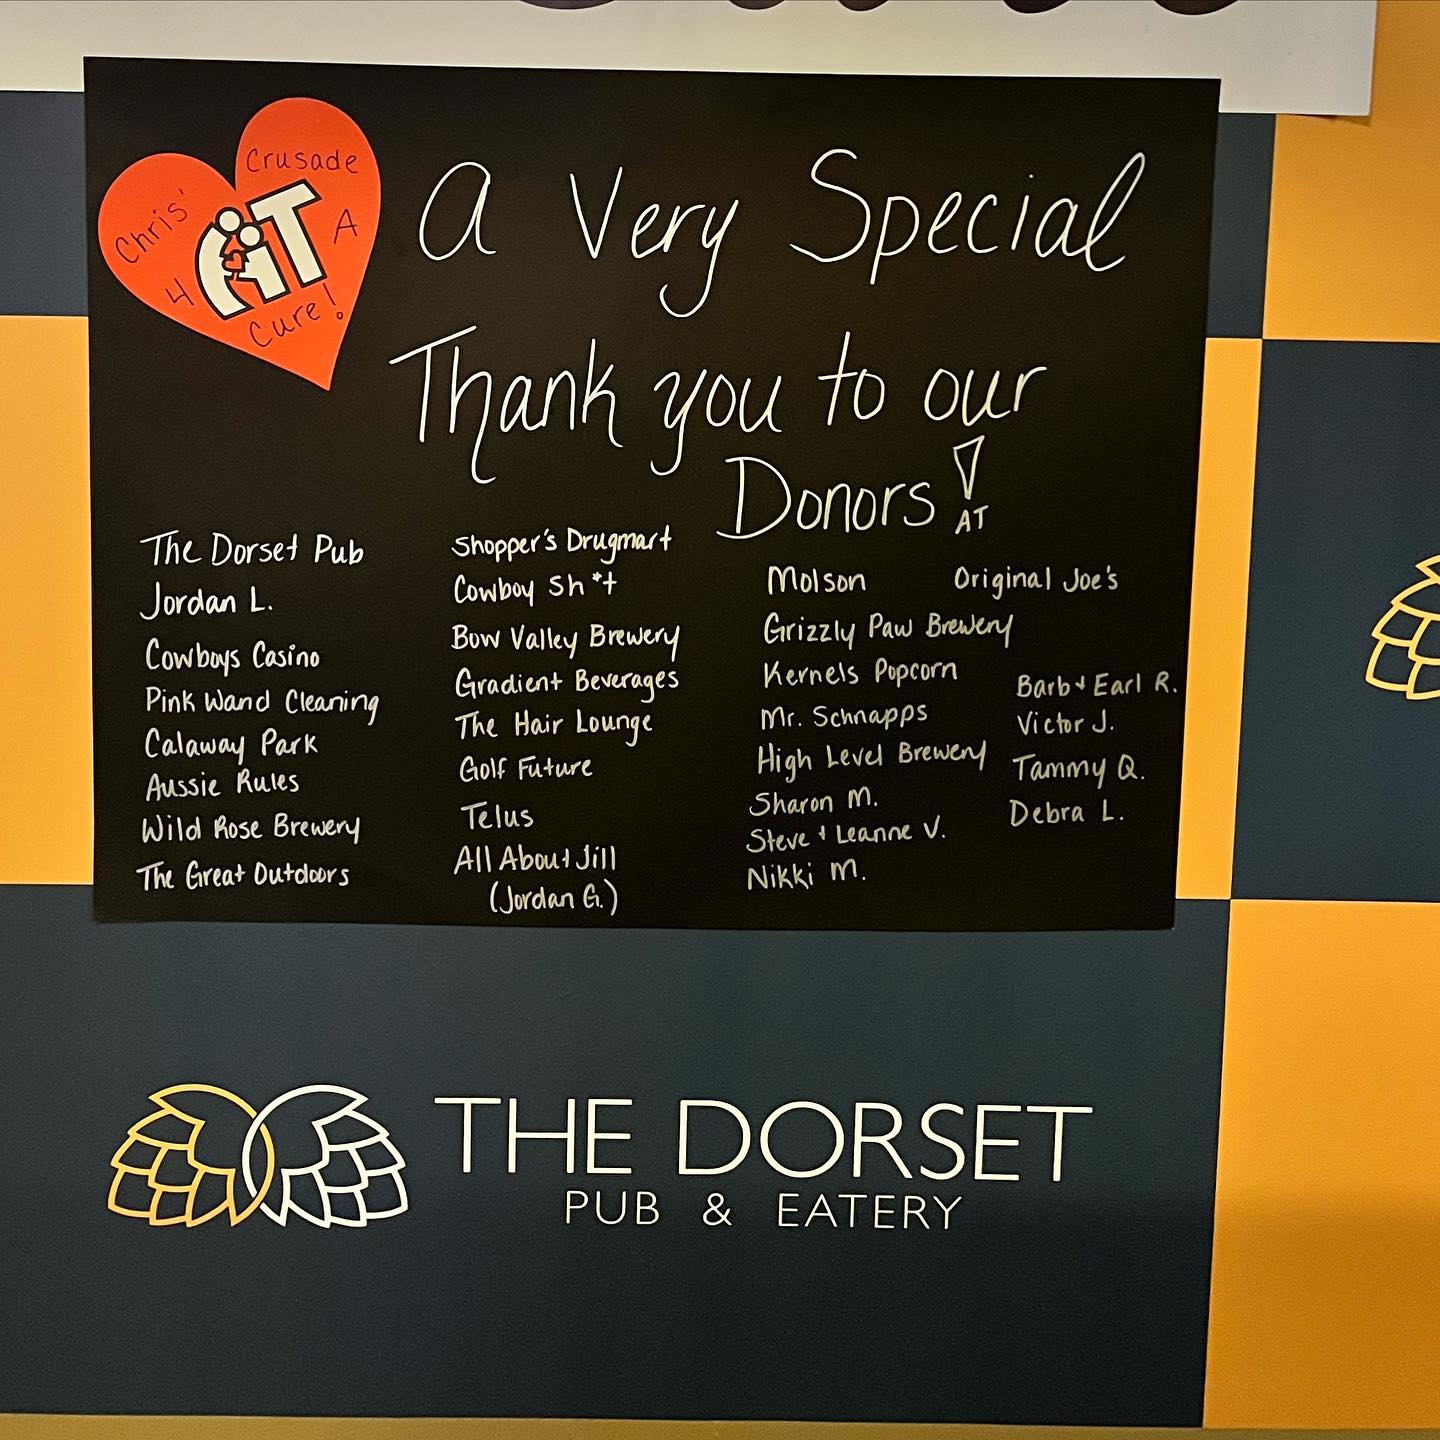 Chris' Crusade
4 AT A
Cure!
A Very Special
Thank you to our
Donors!
AT
The Dorset Pub
Jordan L.
Cowboys Casino
Pink Wand Cleaning
Calaway Park
Aussie Rules
Wild Rose Brewery
The Great Outdoors
Shopper's Drugmart
Cowboy Sh*t
Bow Valley Brewery
Gradient Beverages
The Hair Lounge
Golf Future
Telus
All About Jill
(Jordan G.)
Molson
Grizzly Paw Brewery
Kernels Popcorn
Mr. Schnapps
High Level Brewery
Sharon M.
Steve + Leanne V.
Nikki M.
Original Joe's
Barb + Earl R.
Victor J.
Tammy Q.
Debra L.
THE DORSET
PUB & EATERY